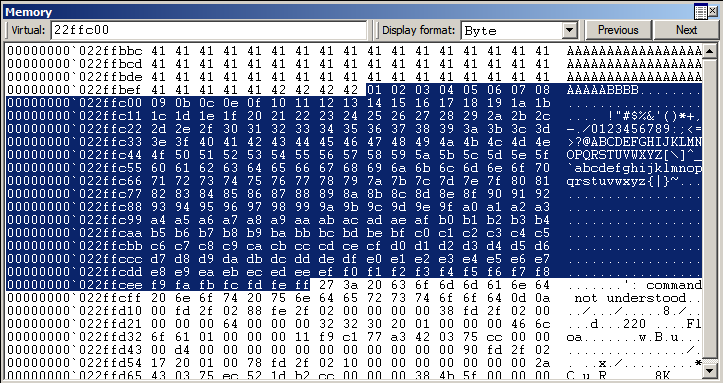 Memory
Virtual: 22ffc00 Display format: Byte Previous Next
00000000`022ffbbc 41 41 41 41 41 41 41 41 41 41 41 41 41 41 41 41 41 AAAAAAAAAAAAAAAAA
00000000`022ffbcd 41 41 41 41 41 41 41 41 41 41 41 41 41 41 41 41 41 AAAAAAAAAAAAAAAAA
00000000`022ffbde 41 41 41 41 41 41 41 41 41 41 41 41 41 41 41 41 41 AAAAAAAAAAAAAAAAA
00000000`022ffbef 41 41 41 41 41 42 42 42 42 01 02 03 04 05 06 07 08 AAAAABBBB........
00000000`022ffc00 09 0b 0c 0e 0f 10 11 12 13 14 15 16 17 18 19 1a 1b .................
00000000`022ffc11 1c 1d 1e 1f 20 21 22 23 24 25 26 27 28 29 2a 2b 2c .... !"#$%&'()*+,
00000000`022ffc22 2d 2e 2f 30 31 32 33 34 35 36 37 38 39 3a 3b 3c 3d -./0123456789:;<=
00000000`022ffc33 3e 3f 40 41 42 43 44 45 46 47 48 49 4a 4b 4c 4d 4e >?@ABCDEFGHIJKLMN
00000000`022ffc44 4f 50 51 52 53 54 55 56 57 58 59 5a 5b 5c 5d 5e 5f OPQRSTUVWXYZ[\]^_
00000000`022ffc55 60 61 62 63 64 65 66 67 68 69 6a 6b 6c 6d 6e 6f 70 `abcdefghijklmnop
00000000`022ffc66 71 72 73 74 75 76 77 78 79 7a 7b 7c 7d 7e 7f 80 81 qrstuvwxyz{|}~...
00000000`022ffc77 82 83 84 85 86 87 88 89 8a 8b 8c 8d 8e 8f 90 91 92 .................
00000000`022ffc88 93 94 95 96 97 98 99 9a 9b 9c 9d 9e 9f a0 a1 a2 a3 .................
00000000`022ffc99 a4 a5 a6 a7 a8 a9 aa ab ac ad ae af b0 b1 b2 b3 b4 .................
00000000`022ffcaa b5 b6 b7 b8 b9 ba bb bc bd be bf c0 c1 c2 c3 c4 c5 .................
00000000`022ffcbb c6 c7 c8 c9 ca cb cc cd ce cf d0 d1 d2 d3 d4 d5 d6 .................
00000000`022ffccc d7 d8 d9 da db dc dd de df e0 e1 e2 e3 e4 e5 e6 e7 .................
00000000`022ffcdd e8 e9 ea eb ec ed ee ef f0 f1 f2 f3 f4 f5 f6 f7 f8 .................
00000000`022ffcee f9 fa fb fc fd fe ff 27 3a 20 63 6f 6d 6d 61 6e 64 .......': command
00000000`022ffcff 20 6e 6f 74 20 75 6e 64 65 72 73 74 6f 6f 64 0d 0a  not understood..
00000000`022ffd10 00 fd 2f 02 88 fe 2f 02 00 00 00 00 38 fd 2f 02 00 ../.../.....8./..
00000000`022ffd21 00 00 00 64 00 00 00 32 32 30 20 01 00 00 00 46 6c ...d...220 ....Fl
00000000`022ffd32 6f 61 01 00 00 00 11 f9 c1 77 a3 42 03 75 cc 00 00 oa.......w.B.u...
00000000`022ffd43 00 d4 00 00 00 00 00 00 00 00 00 00 00 90 fd 2f 02 .............../.
00000000`022ffd54 17 20 01 00 78 fd 2f 02 10 00 00 00 00 00 00 00 2a . ..x./.........*
00000000`022ffd65 43 03 75 ec 52 1d b2 cc 00 00 00 00 38 4b 5f 00 00 C.u.R.......8K_..